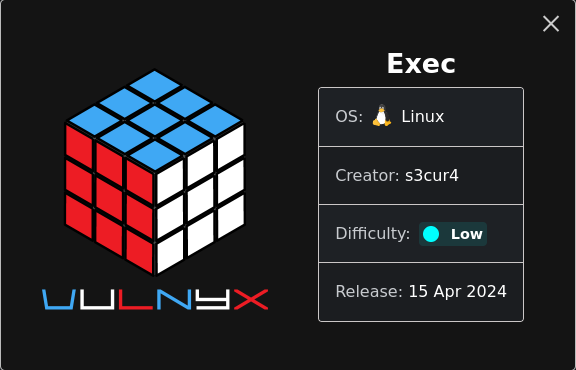 Exec
OS: Linux
Creator: s3cur4
Difficulty: Low
Release: 15 Apr 2024
VULNYX